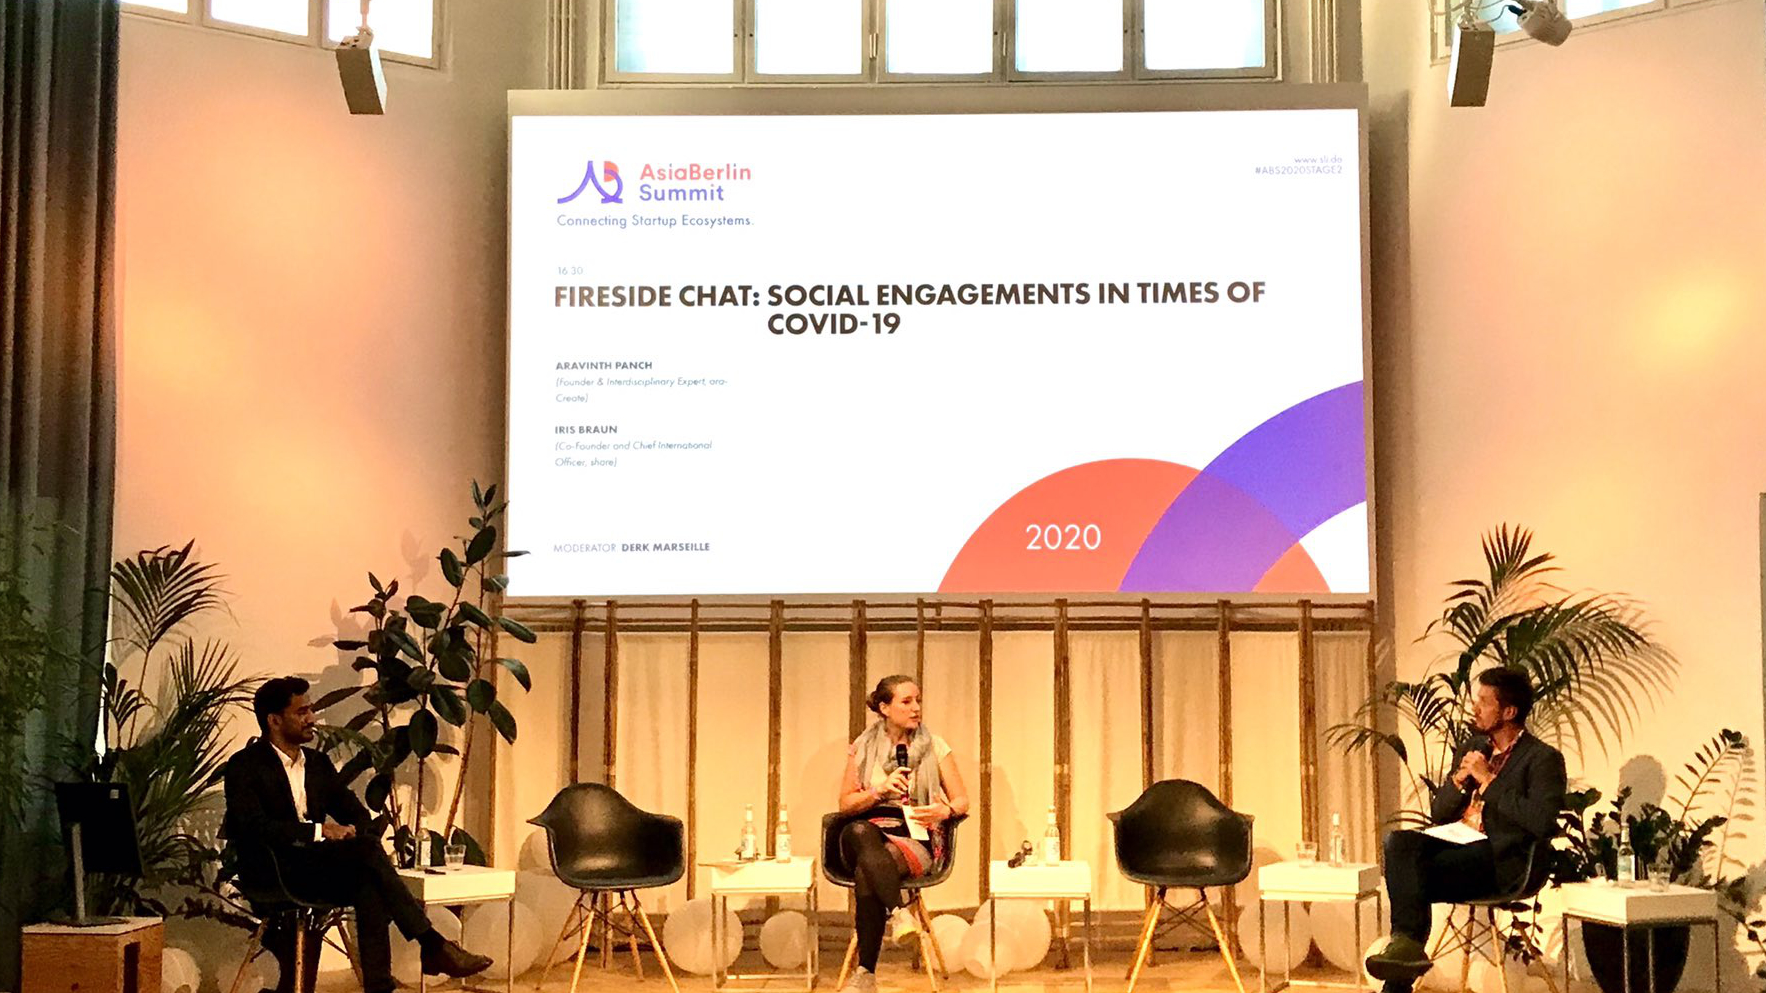 AsiaBerlin
Summit
Connecting Startup Ecosystems.
www.sli.do
#ABS2020STAGE2
16:30
FIRESIDE CHAT: SOCIAL ENGAGEMENTS IN TIMES OF
COVID-19
ARAVINTH PANCH
(Founder & Interdisciplinary Expert, ara-
Create)
IRIS BRAUN
(Co-Founder and Chief International
Officer, share)
MODERATOR DERK MARSEILLE
2020